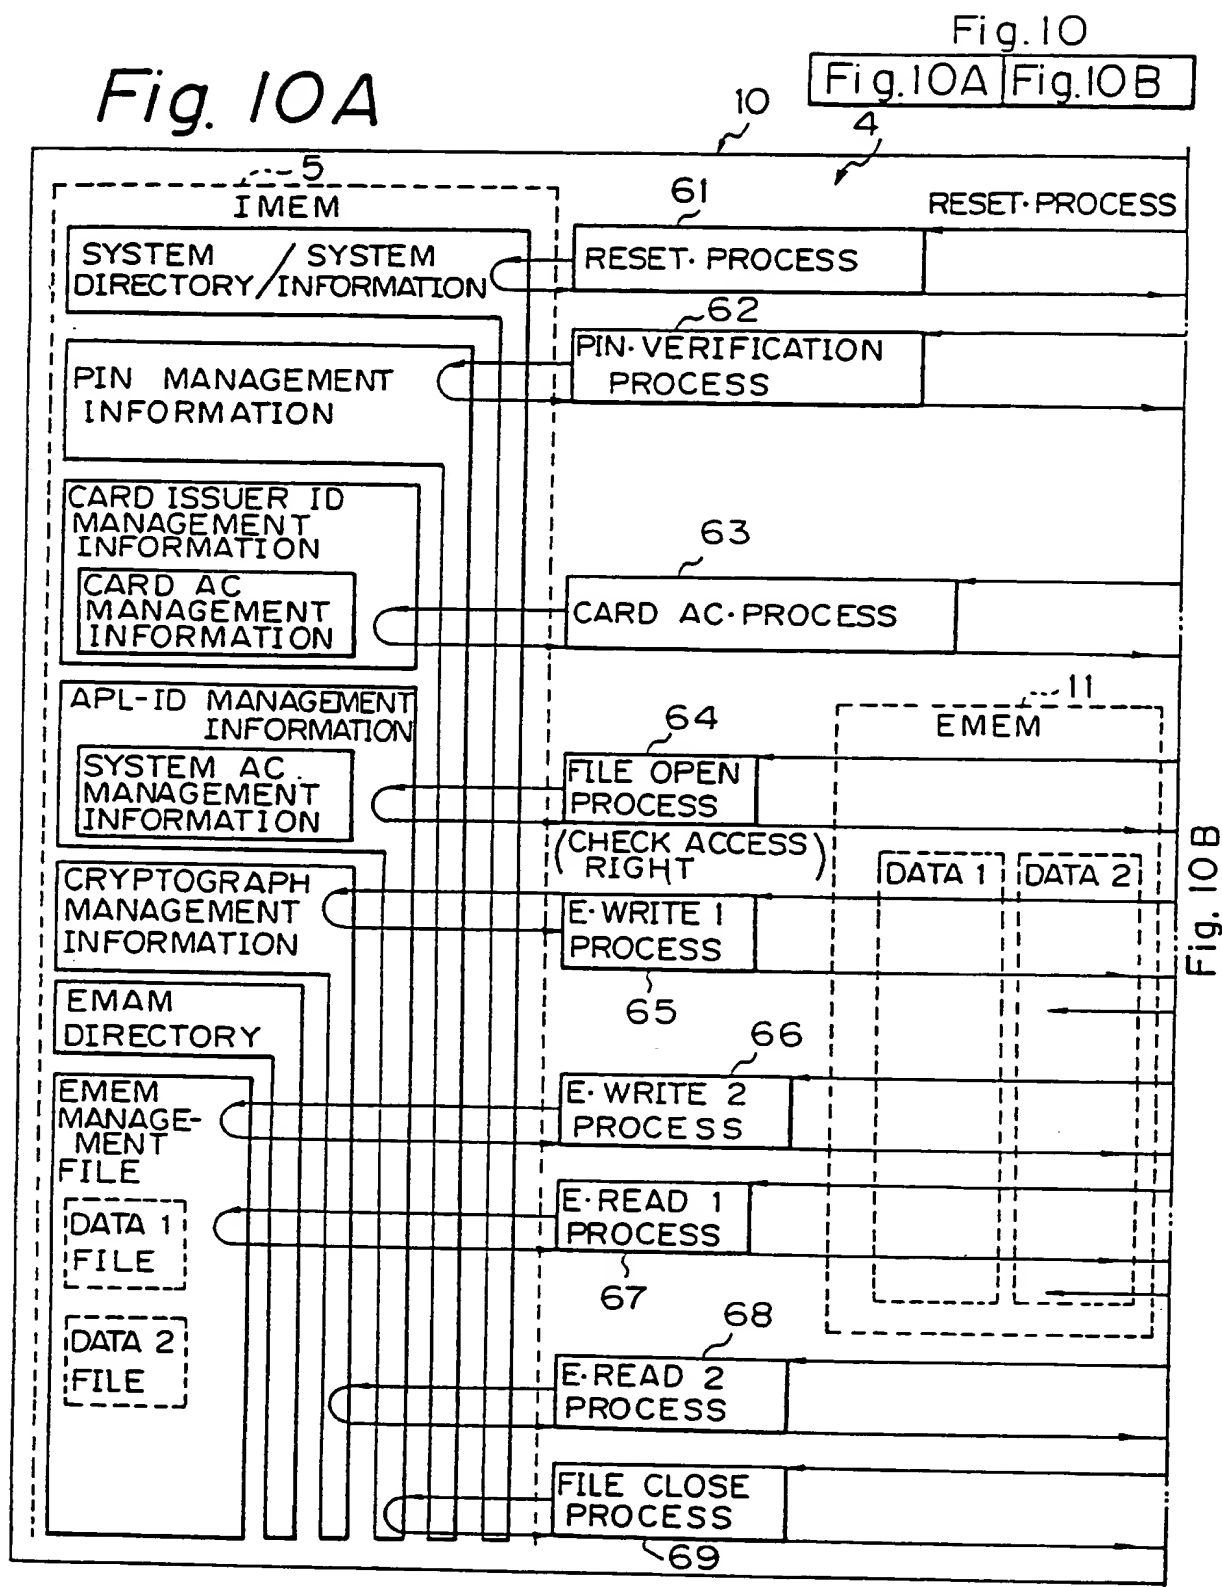 Fig. 10
Fig. 10A Fig. 10B
Fig. 10A
10
4
5
IMEM
61
RESET·PROCESS
SYSTEM DIRECTORY / SYSTEM INFORMATION
RESET·PROCESS
62
PIN MANAGEMENT
INFORMATION
PIN·VERIFICATION
PROCESS
CARD ISSUER ID
MANAGEMENT
INFORMATION
CARD AC
MANAGEMENT
INFORMATION
63
CARD AC·PROCESS
APL-ID MANAGEMENT
INFORMATION
SYSTEM AC
MANAGEMENT
INFORMATION
64
FILE OPEN
PROCESS
(CHECK ACCESS
RIGHT)
11
EMEM
DATA 1
DATA 2
CRYPTOGRAPH
MANAGEMENT
INFORMATION
E·WRITE 1
PROCESS
65
Fig. 10B
EMAM
DIRECTORY
66
E·WRITE 2
PROCESS
EMEM
MANAGE-
MENT
FILE
DATA 1
FILE
DATA 2
FILE
E·READ 1
PROCESS
67
68
E·READ 2
PROCESS
FILE CLOSE
PROCESS
69